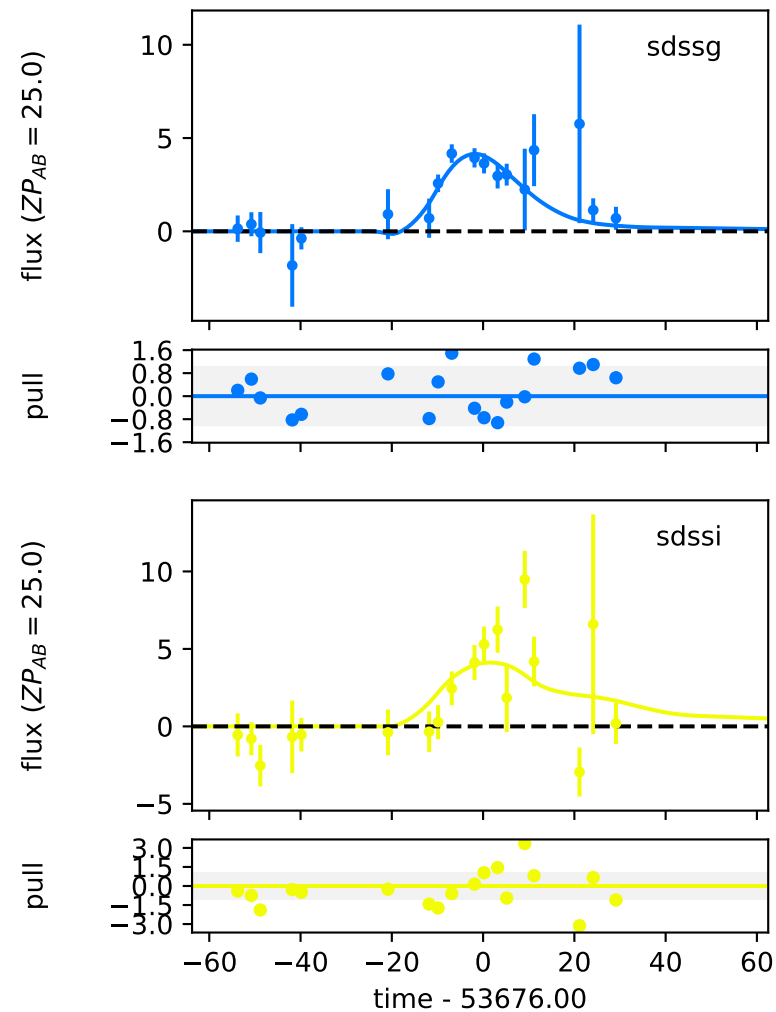 sdssg
flux (ZP_AB = 25.0)
10
5
0
pull
1.6
0.8
0.0
−0.8
−1.6
sdssi
flux (ZP_AB = 25.0)
10
5
0
−5
pull
3.0
1.5
0.0
−1.5
−3.0
−60 −40 −20 0 20 40 60
time - 53676.00